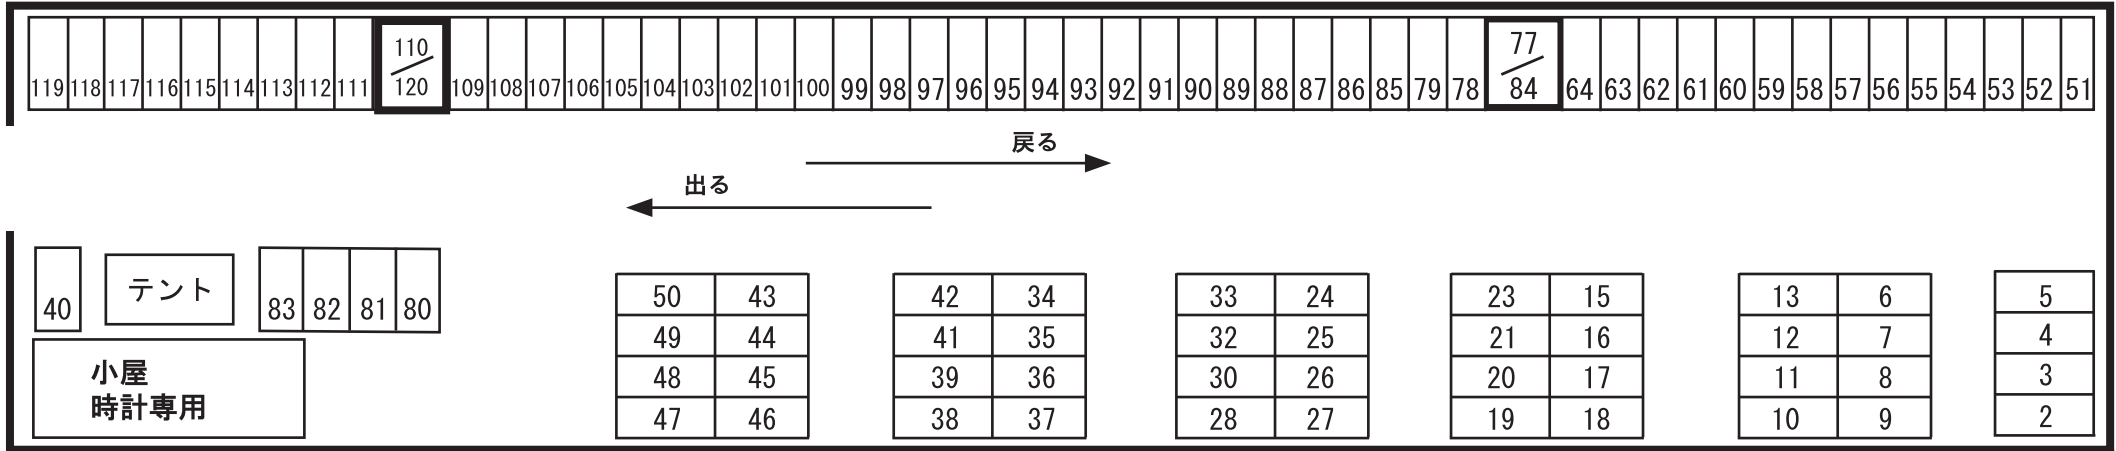 119 118 117 116 115 114 113 112 111 110/120 109 108 107 106 105 104 103 102 101 100 99 98 97 96 95 94 93 92 91 90 89 88 87 86 85 79 78 77/84 64 63 62 61 60 59 58 57 56 55 54 53 52 51
戻る
出る
40 テント 83 82 81 80
小屋
時計専用
50 43 42 34 33 24 23 15 13 6 5
49 44 41 35 32 25 21 16 12 7 4
48 45 39 36 30 26 20 17 11 8 3
47 46 38 37 28 27 19 18 10 9 2